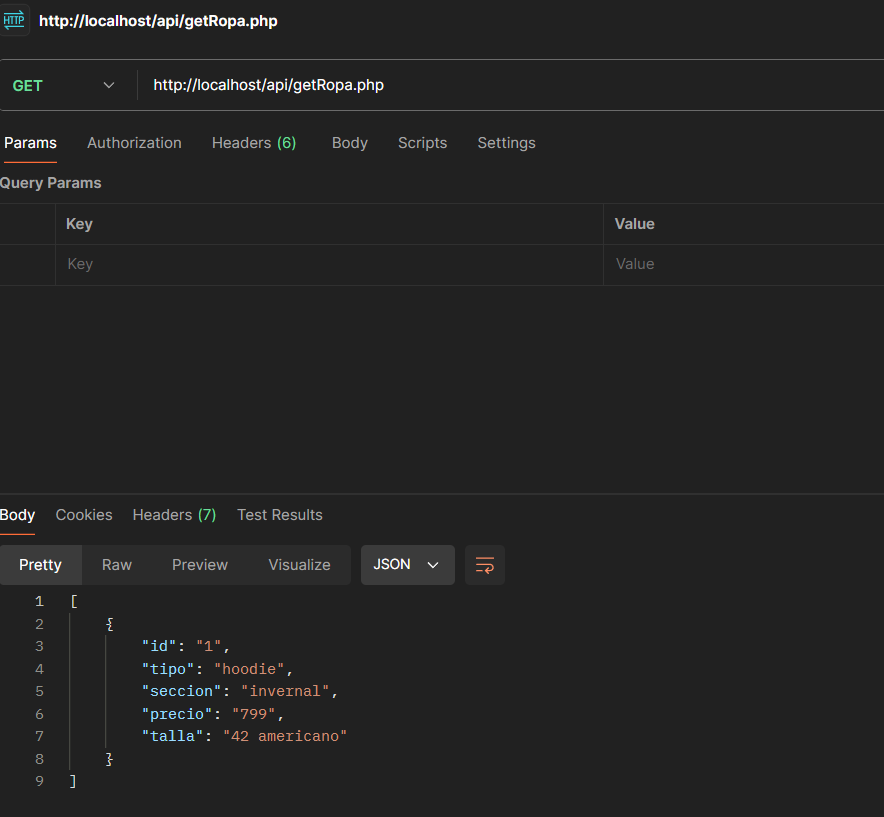 HTTP http://localhost/api/getRopa.php
GET http://localhost/api/getRopa.php
Params Authorization Headers (6) Body Scripts Settings
Query Params
Key Value
Key Value
Body Cookies Headers (7) Test Results
Pretty Raw Preview Visualize JSON
1 [
2 {
3 "id": "1",
4 "tipo": "hoodie",
5 "seccion": "invernal",
6 "precio": "799",
7 "talla": "42 americano"
8 }
9 ]